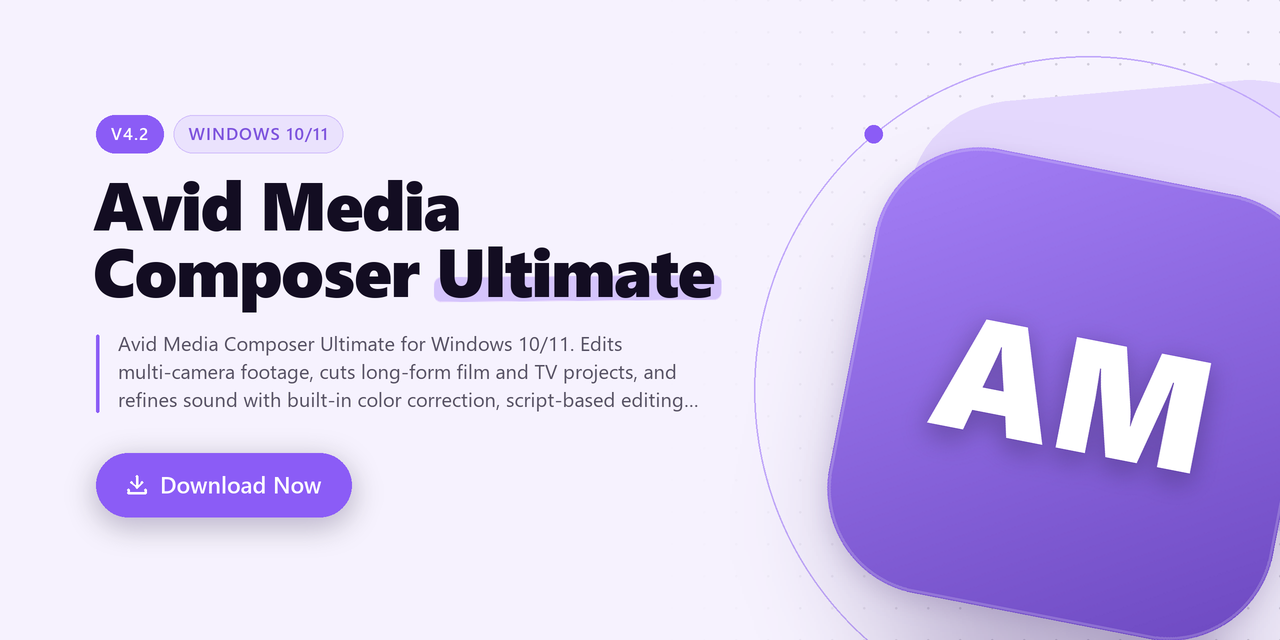 V4.2 WINDOWS 10/11
Avid Media
Composer Ultimate
Avid Media Composer Ultimate for Windows 10/11. Edits
multi-camera footage, cuts long-form film and TV projects, and
refines sound with built-in color correction, script-based editing...
Download Now
AM